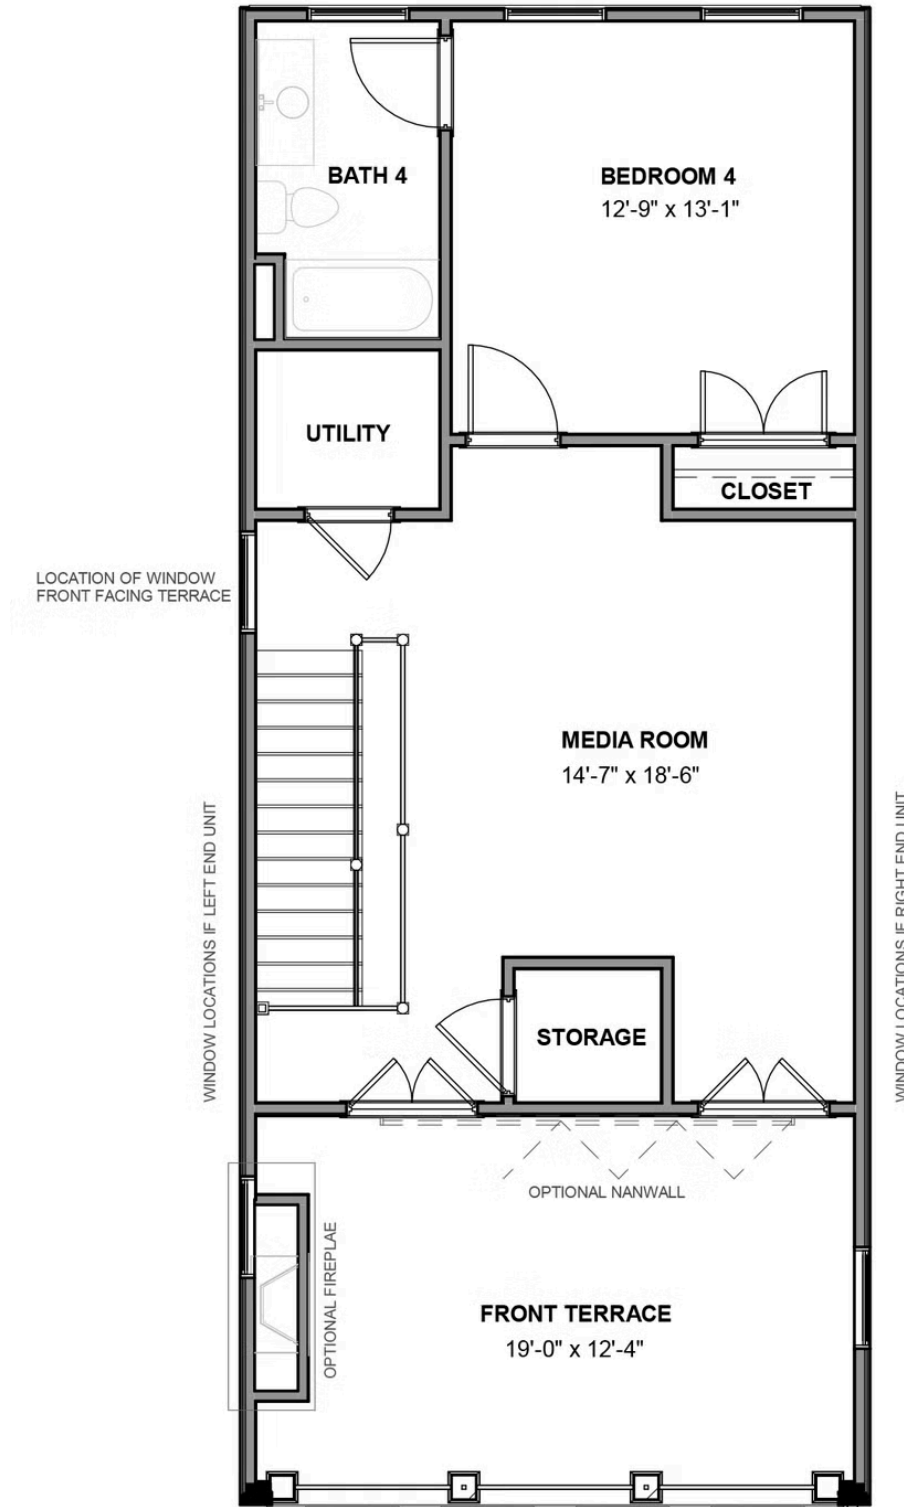 BATH 4
BEDROOM 4
12'-9" x 13'-1"
UTILITY
CLOSET
LOCATION OF WINDOW
FRONT FACING TERRACE
MEDIA ROOM
14'-7" x 18'-6"
WINDOW LOCATIONS IF LEFT END UNIT
WINDOW LOCATIONS IF RIGHT END UNIT
STORAGE
OPTIONAL NANWALL
OPTIONAL FIREPLAE
FRONT TERRACE
19'-0" x 12'-4"